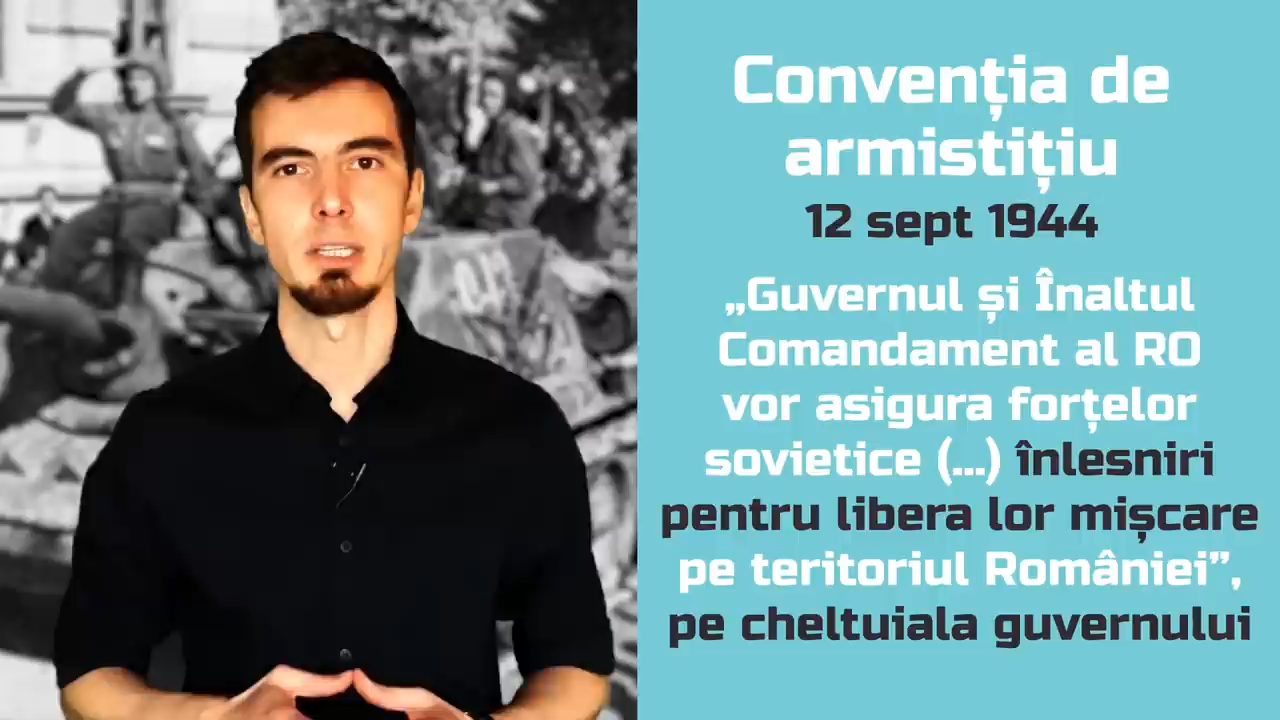 Convenția de
armistițiu
12 sept 1944
„Guvernul și Înaltul
Comandament al RO
vor asigura forțelor
sovietice (...) înlesniri
pentru libera lor mișcare
pe teritoriul României”,
pe cheltuiala guvernului